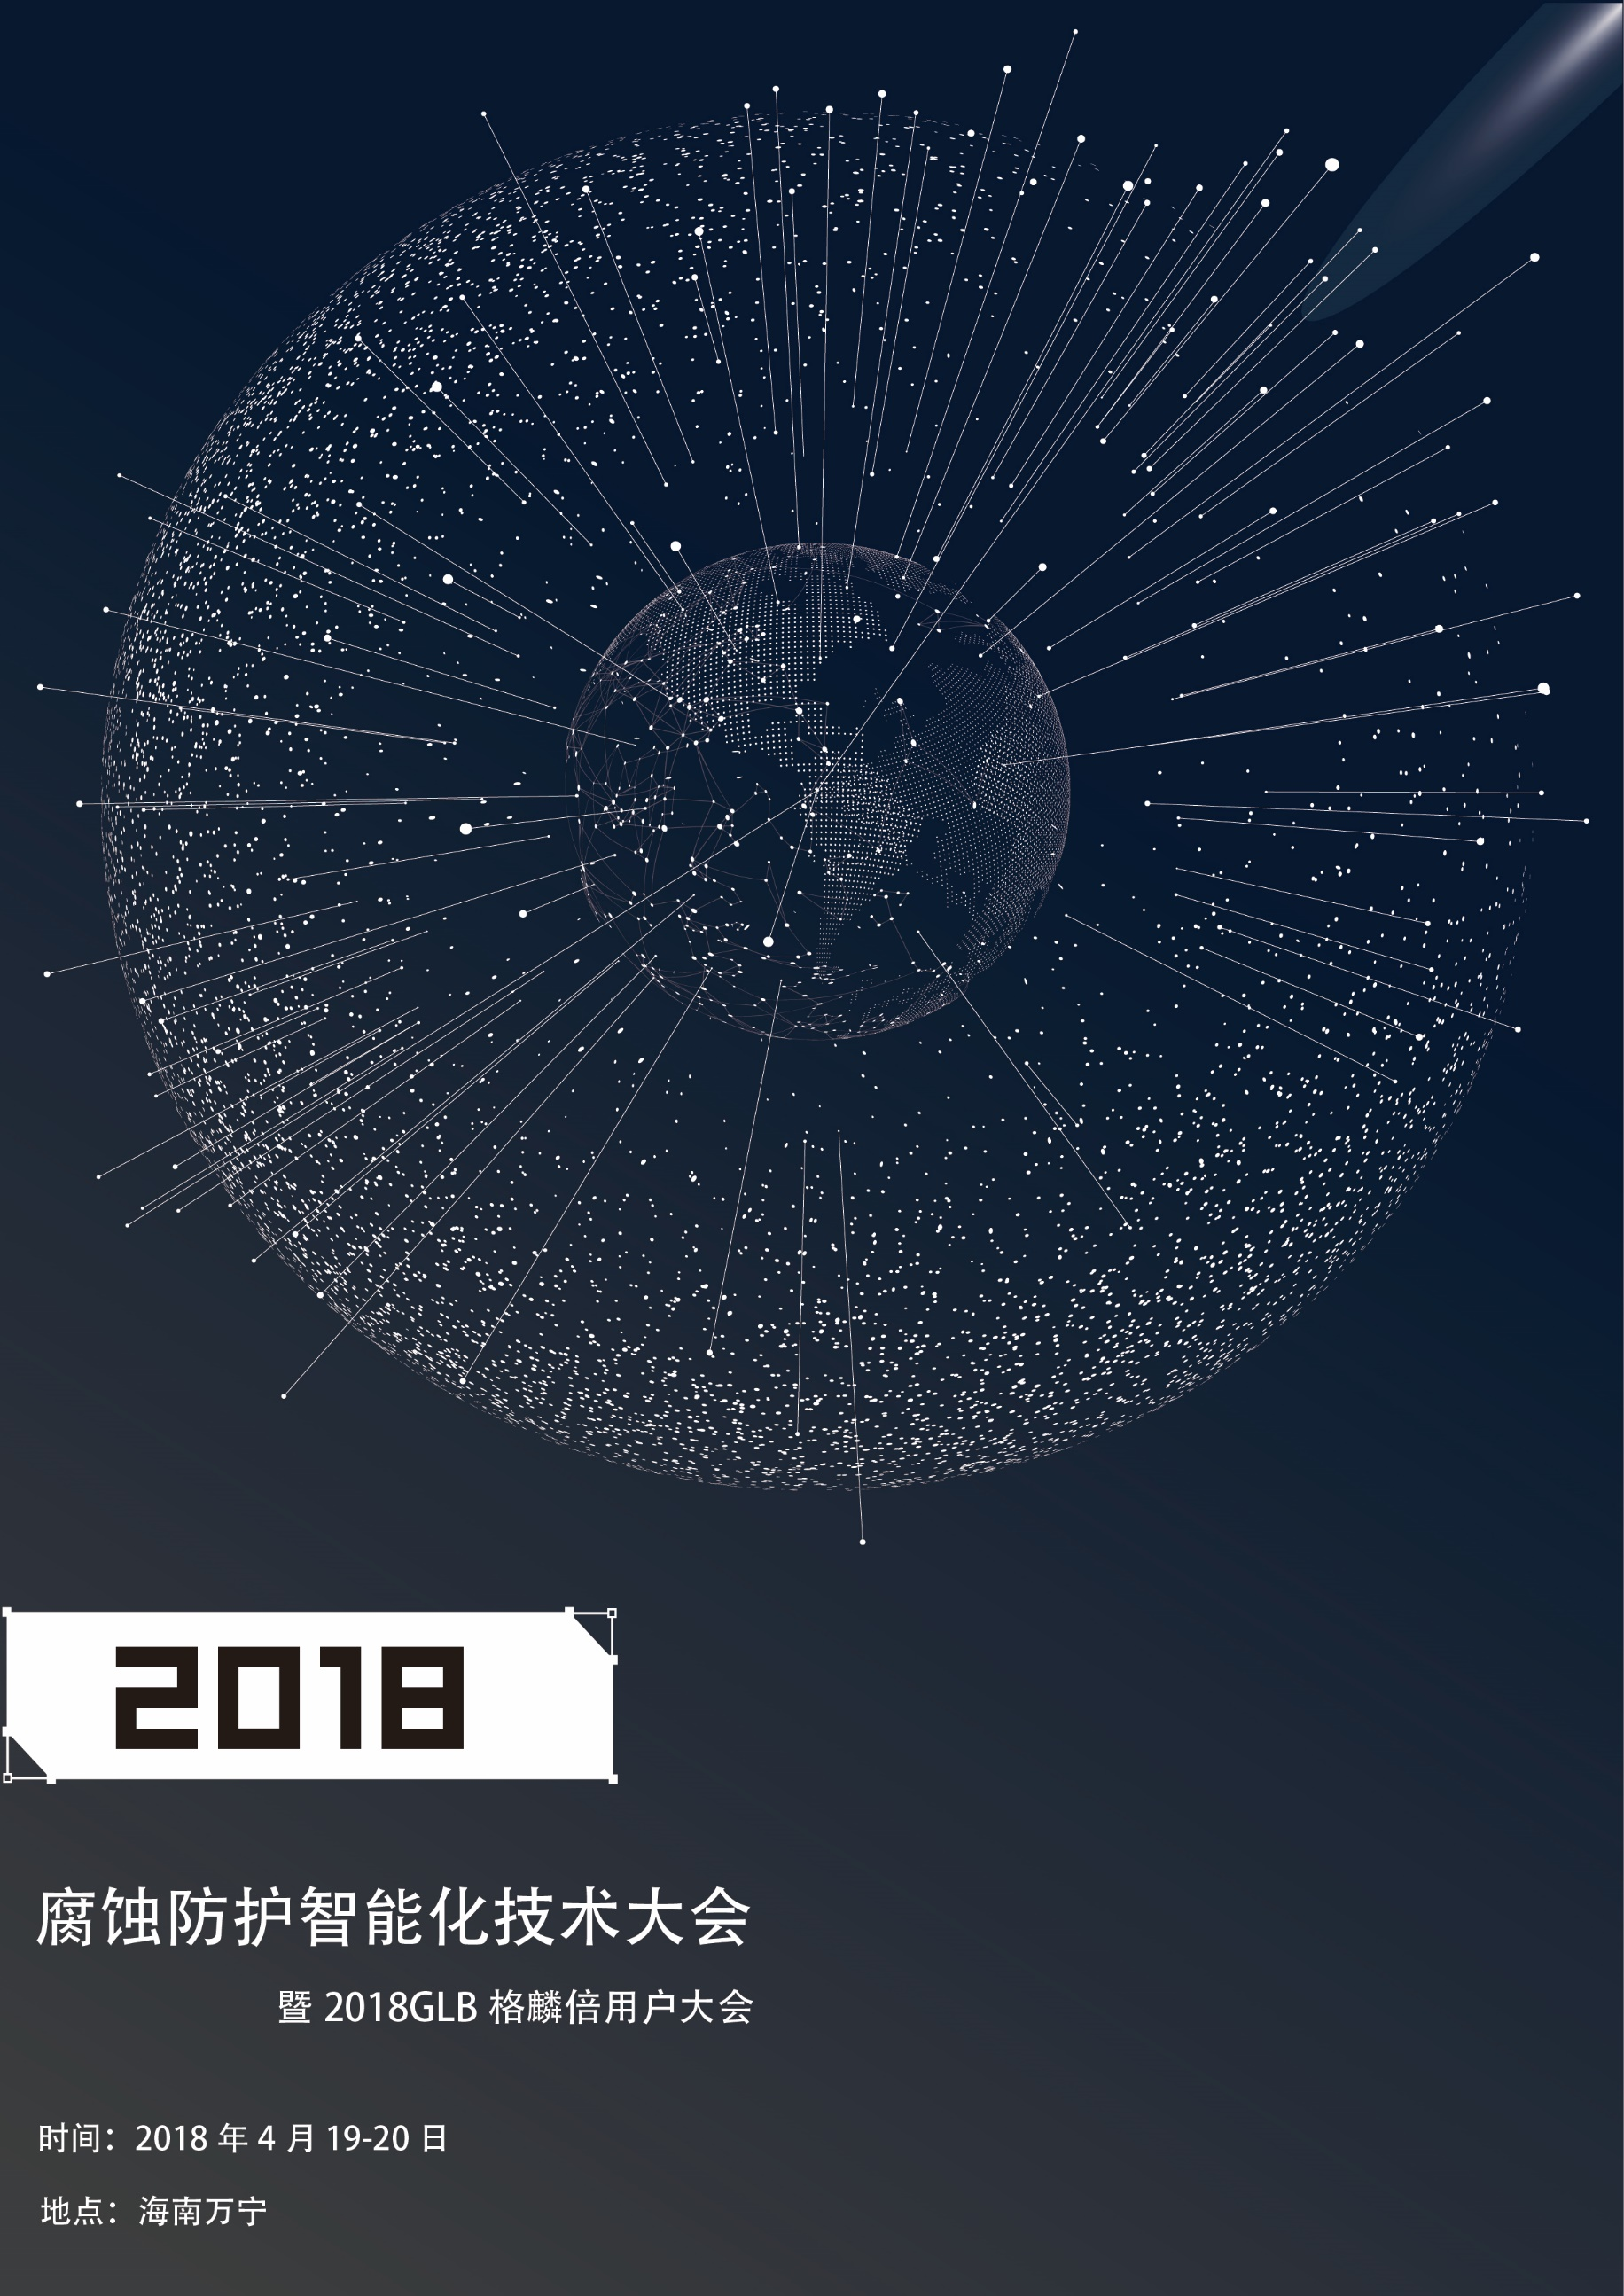 2018
腐蚀防护智能化技术大会
暨 2018GLB 格麟倍用户大会
时间：2018 年 4 月 19-20 日
地点：海南万宁